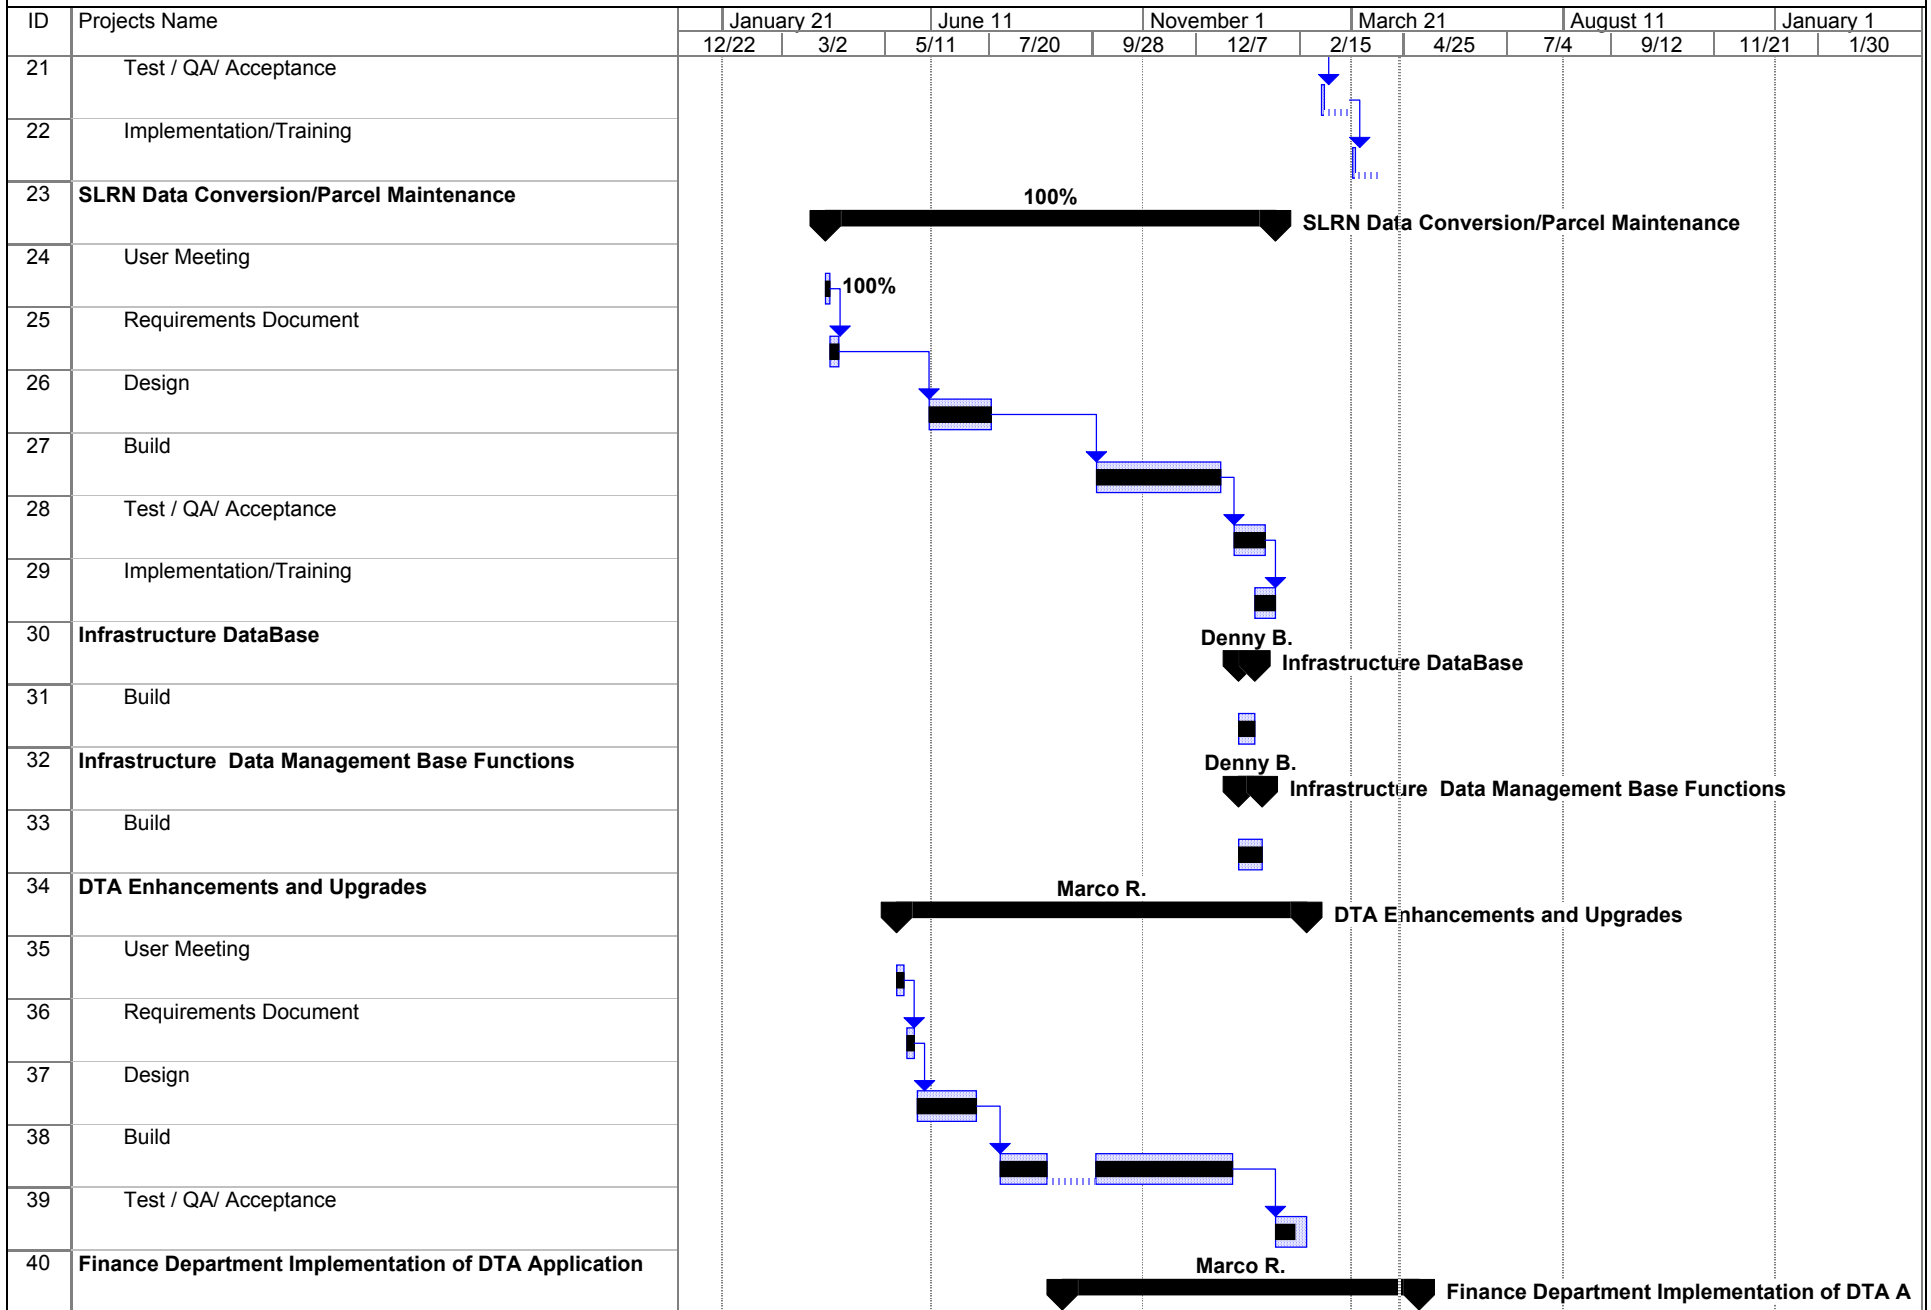 ID Projects Name January 21 June 11 November 1 March 21 August 11 January 1
12/22 3/2 5/11 7/20 9/28 12/7 2/15 4/25 7/4 9/12 11/21 1/30
21 Test / QA/ Acceptance
22 Implementation/Training
23 SLRN Data Conversion/Parcel Maintenance 100%
SLRN Data Conversion/Parcel Maintenance
24 User Meeting
100%
25 Requirements Document
26 Design
27 Build
28 Test / QA/ Acceptance
29 Implementation/Training
30 Infrastructure DataBase Denny B.
Infrastructure DataBase
31 Build
32 Infrastructure  Data Management Base Functions Denny B.
Infrastructure  Data Management Base Functions
33 Build
34 DTA Enhancements and Upgrades Marco R.
DTA Enhancements and Upgrades
35 User Meeting
36 Requirements Document
37 Design
38 Build
39 Test / QA/ Acceptance
40 Finance Department Implementation of DTA Application Marco R.
Finance Department Implementation of DTA A